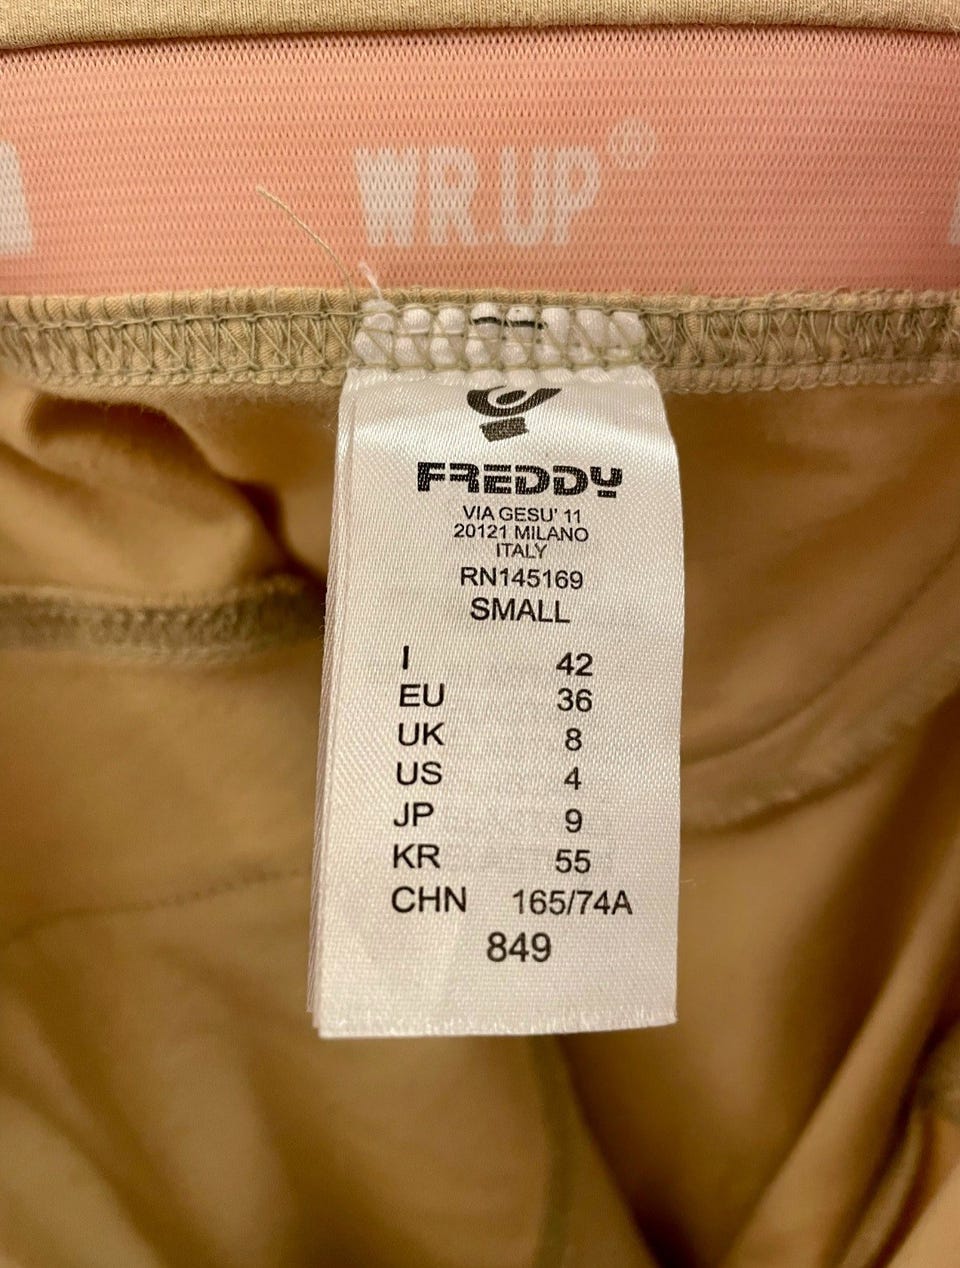 WR.UP®
FREDDY
VIA GESU' 11
20121 MILANO
ITALY
RN145169
SMALL
I 42
EU 36
UK 8
US 4
JP 9
KR 55
CHN 165/74A
849